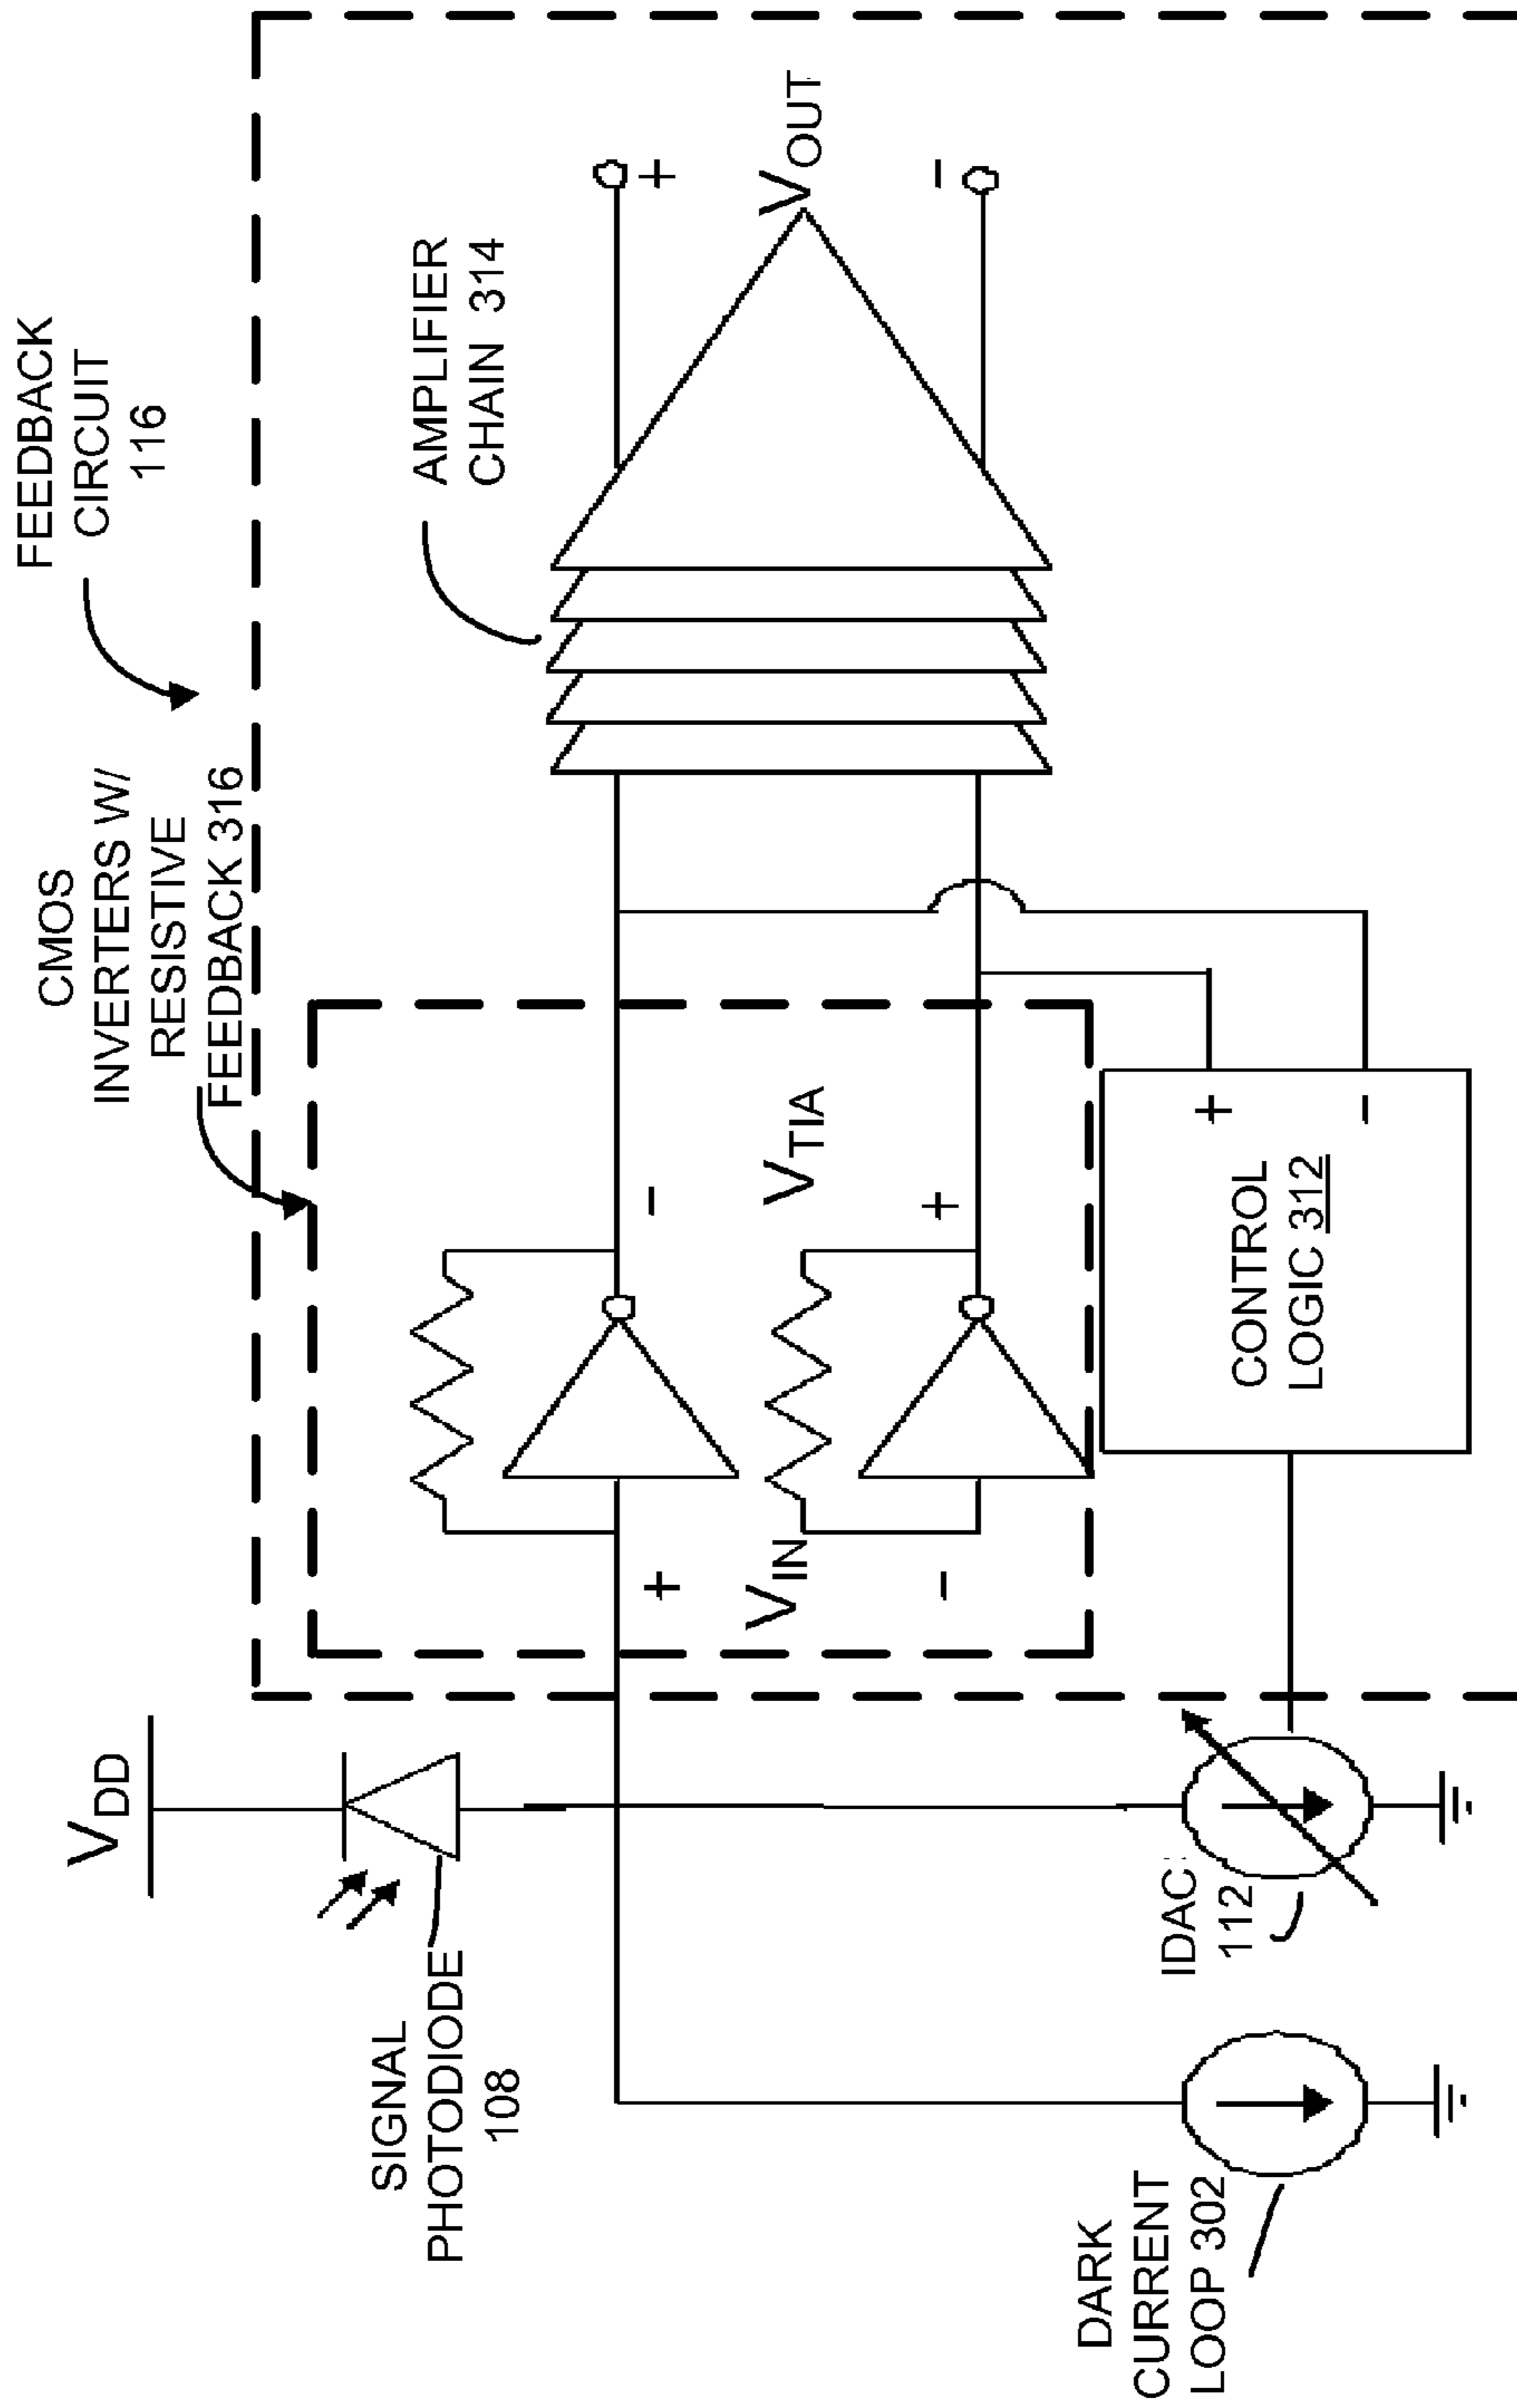 FEEDBACK
CIRCUIT
116
CMOS
INVERTERS W/
RESISTIVE
FEEDBACK 316
VDD
SIGNAL
PHOTODIODE
108
AMPLIFIER
CHAIN 314
+
-
VOUT
-
VTIA
+
+
VIN
-
DARK
CURRENT
LOOP 302
IDAC
112
CONTROL
LOGIC 312
+
-